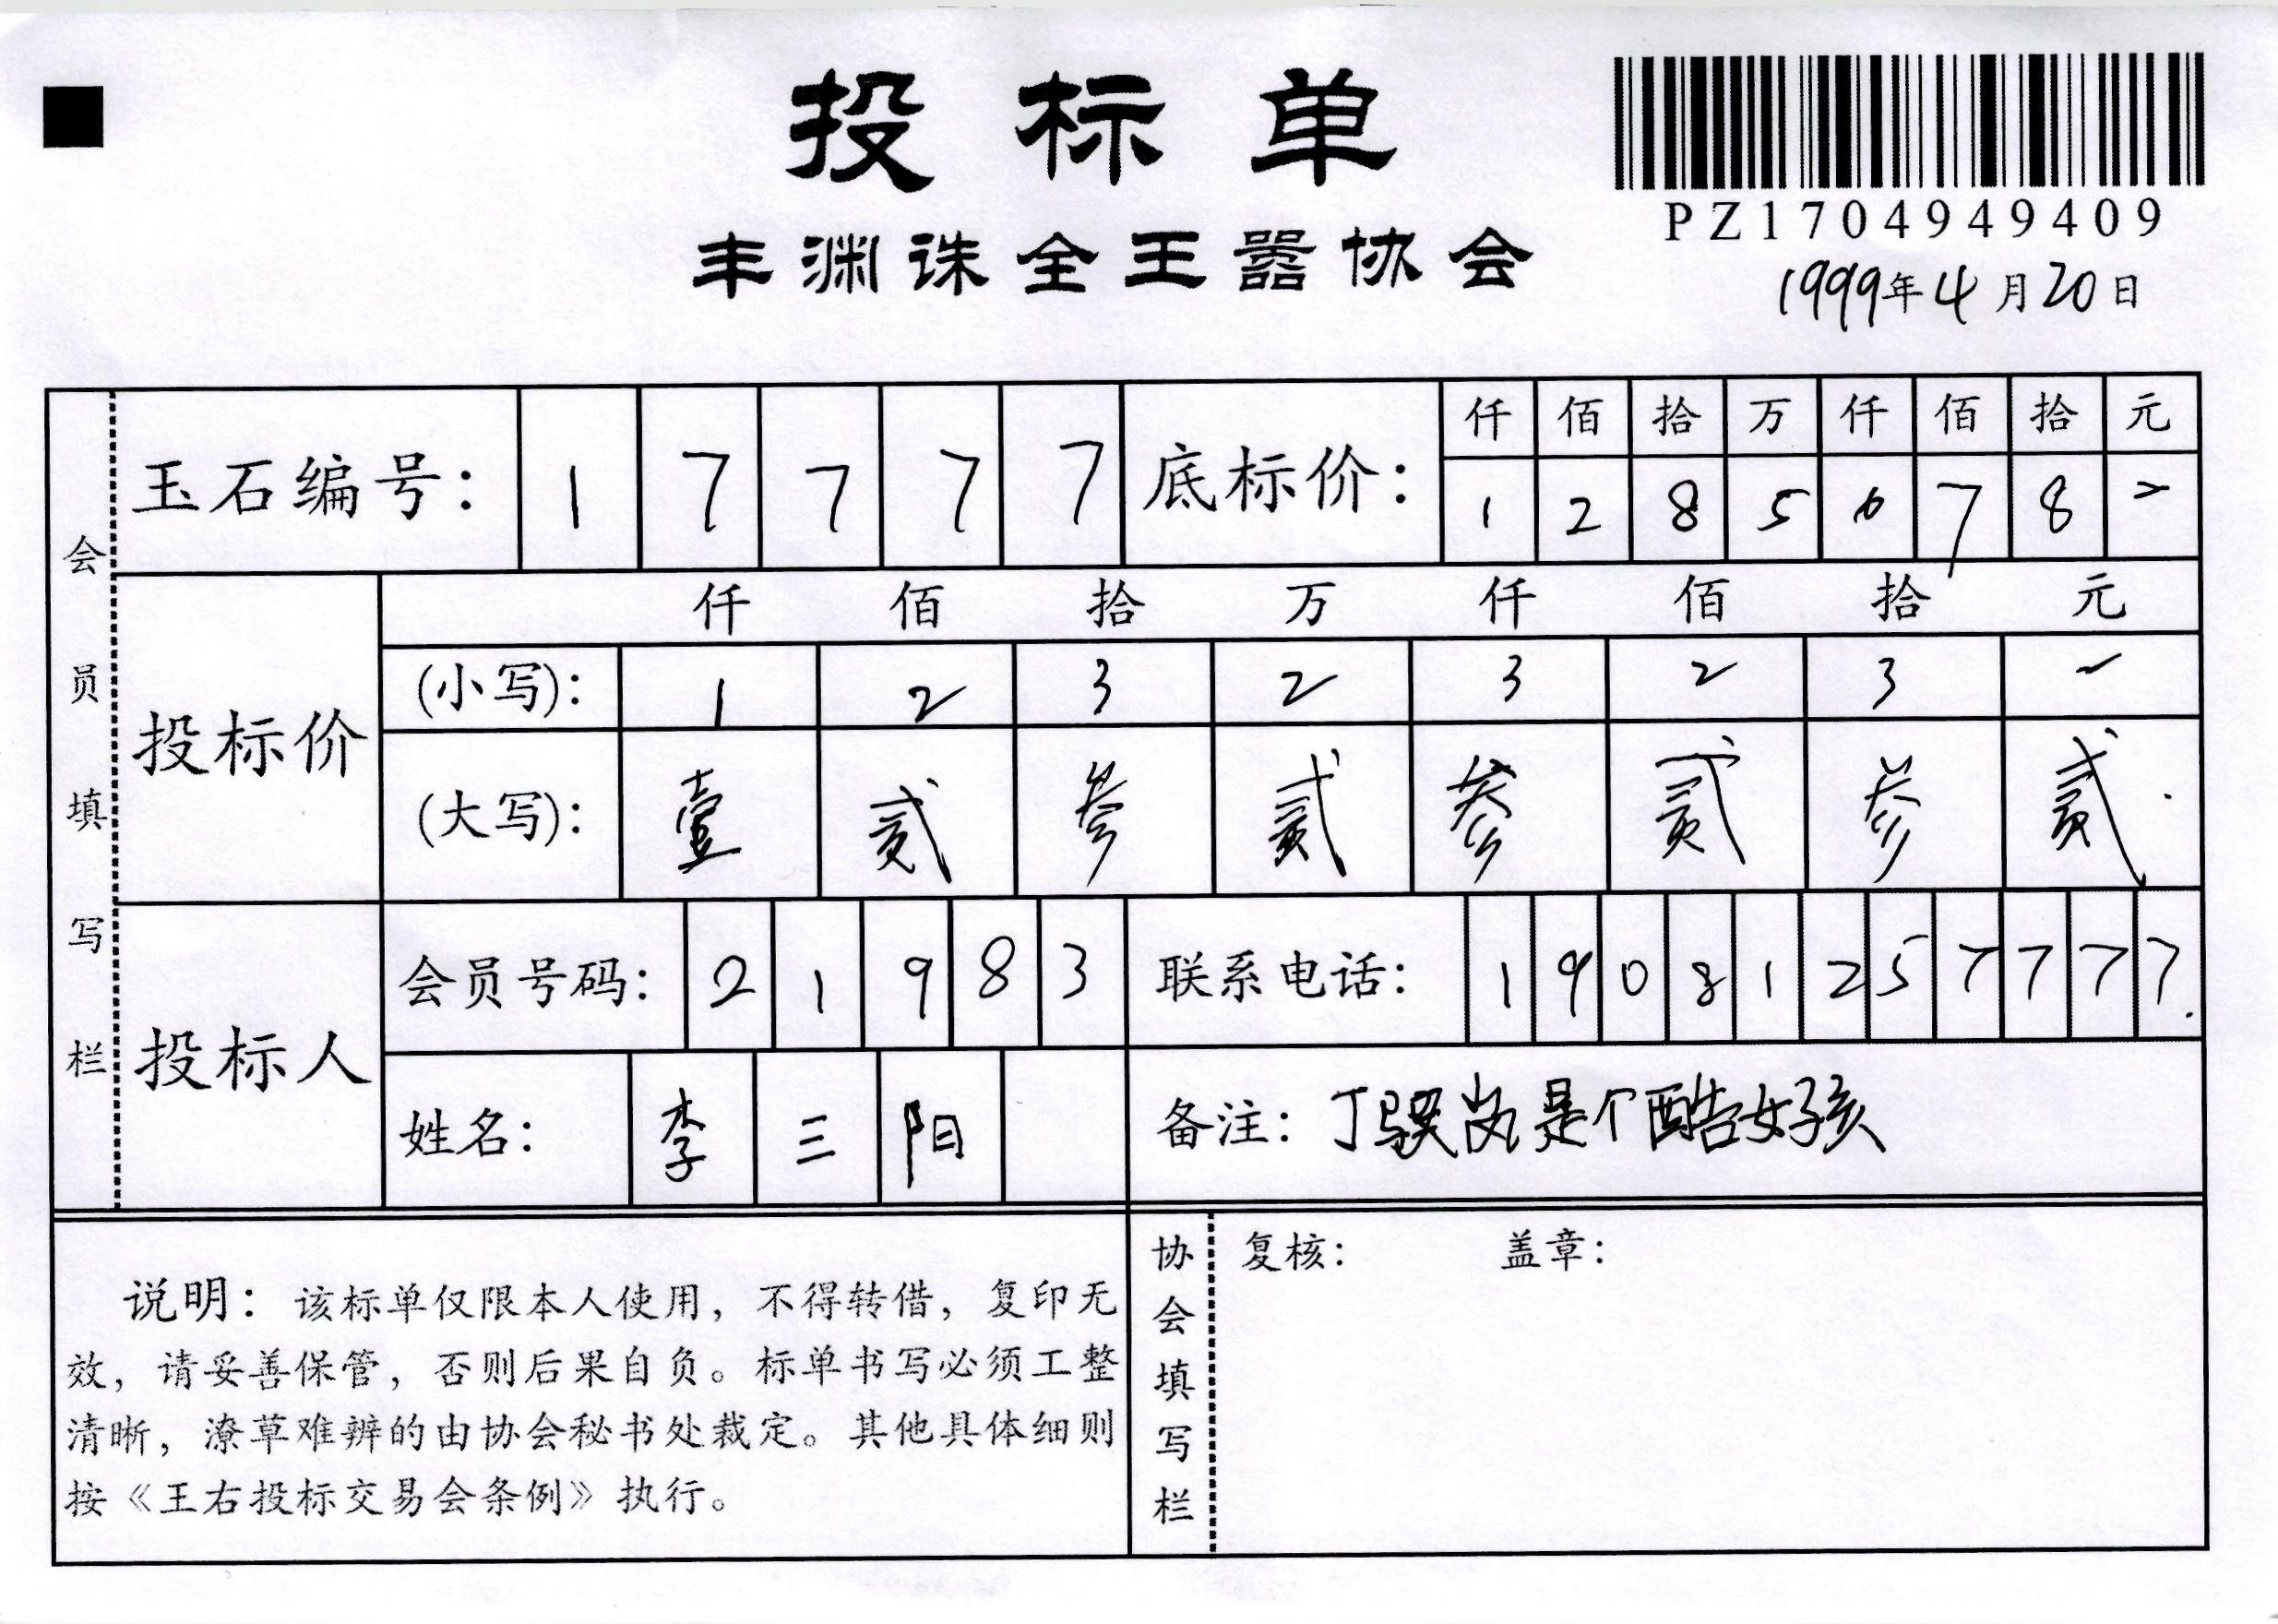 投标单
丰渊诛全王嚣协会
PZ1704949409
1999年4月20日
会员填写栏
玉石编号: 1 7 7 7 7
底标价: 仟 佰 拾 万 仟 佰 拾 元
1 2 8 5 6 7 8 2
投标价
仟 佰 拾 万 仟 佰 拾 元
(小写): 1 2 3 2 3 2 3 2
(大写): 壹 贰 叁 贰 叁 贰 叁 贰
投标人
会员号码: 2 1 9 8 3
联系电话: 1 9 0 8 1 2 5 7 7 7 7
姓名: 李 三 阳
备注: 丁骥岚是个酷女孩
说明: 该标单仅限本人使用, 不得转借, 复印无
效, 请妥善保管, 否则后果自负。标单书写必须工整
清晰, 潦草难辨的由协会秘书处裁定。其他具体细则
按《王右投标交易会条例》执行。
协会填写栏
复核: 盖章: